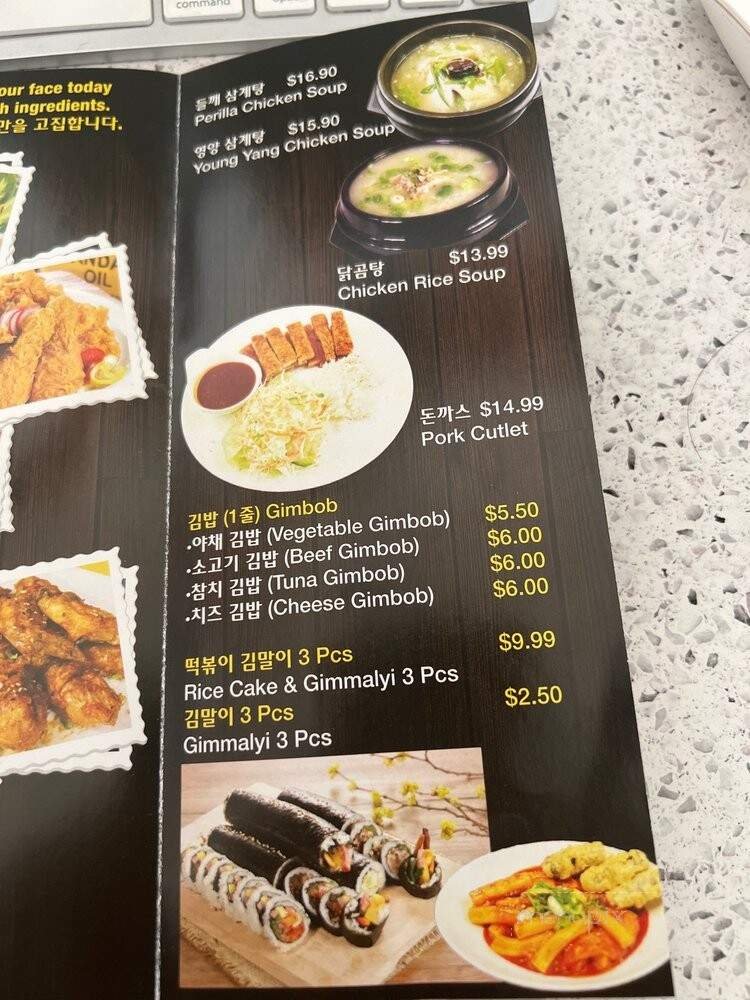 command
our face today
h ingredients.
만을 고집합니다.
들깨 삼계탕 $16.90
Perilla Chicken Soup
영양 삼계탕 $15.90
Young Yang Chicken Soup
닭곰탕 $13.99
Chicken Rice Soup
OIL
돈까스 $14.99
Pork Cutlet
김밥 (1줄) Gimbob
.야채 김밥 (Vegetable Gimbob) $5.50
.소고기 김밥 (Beef Gimbob) $6.00
.참치 김밥 (Tuna Gimbob) $6.00
.치즈 김밥 (Cheese Gimbob) $6.00
떡볶이 김말이 3 Pcs $9.99
Rice Cake & Gimmalyi 3 Pcs
김말이 3 Pcs $2.50
Gimmalyi 3 Pcs